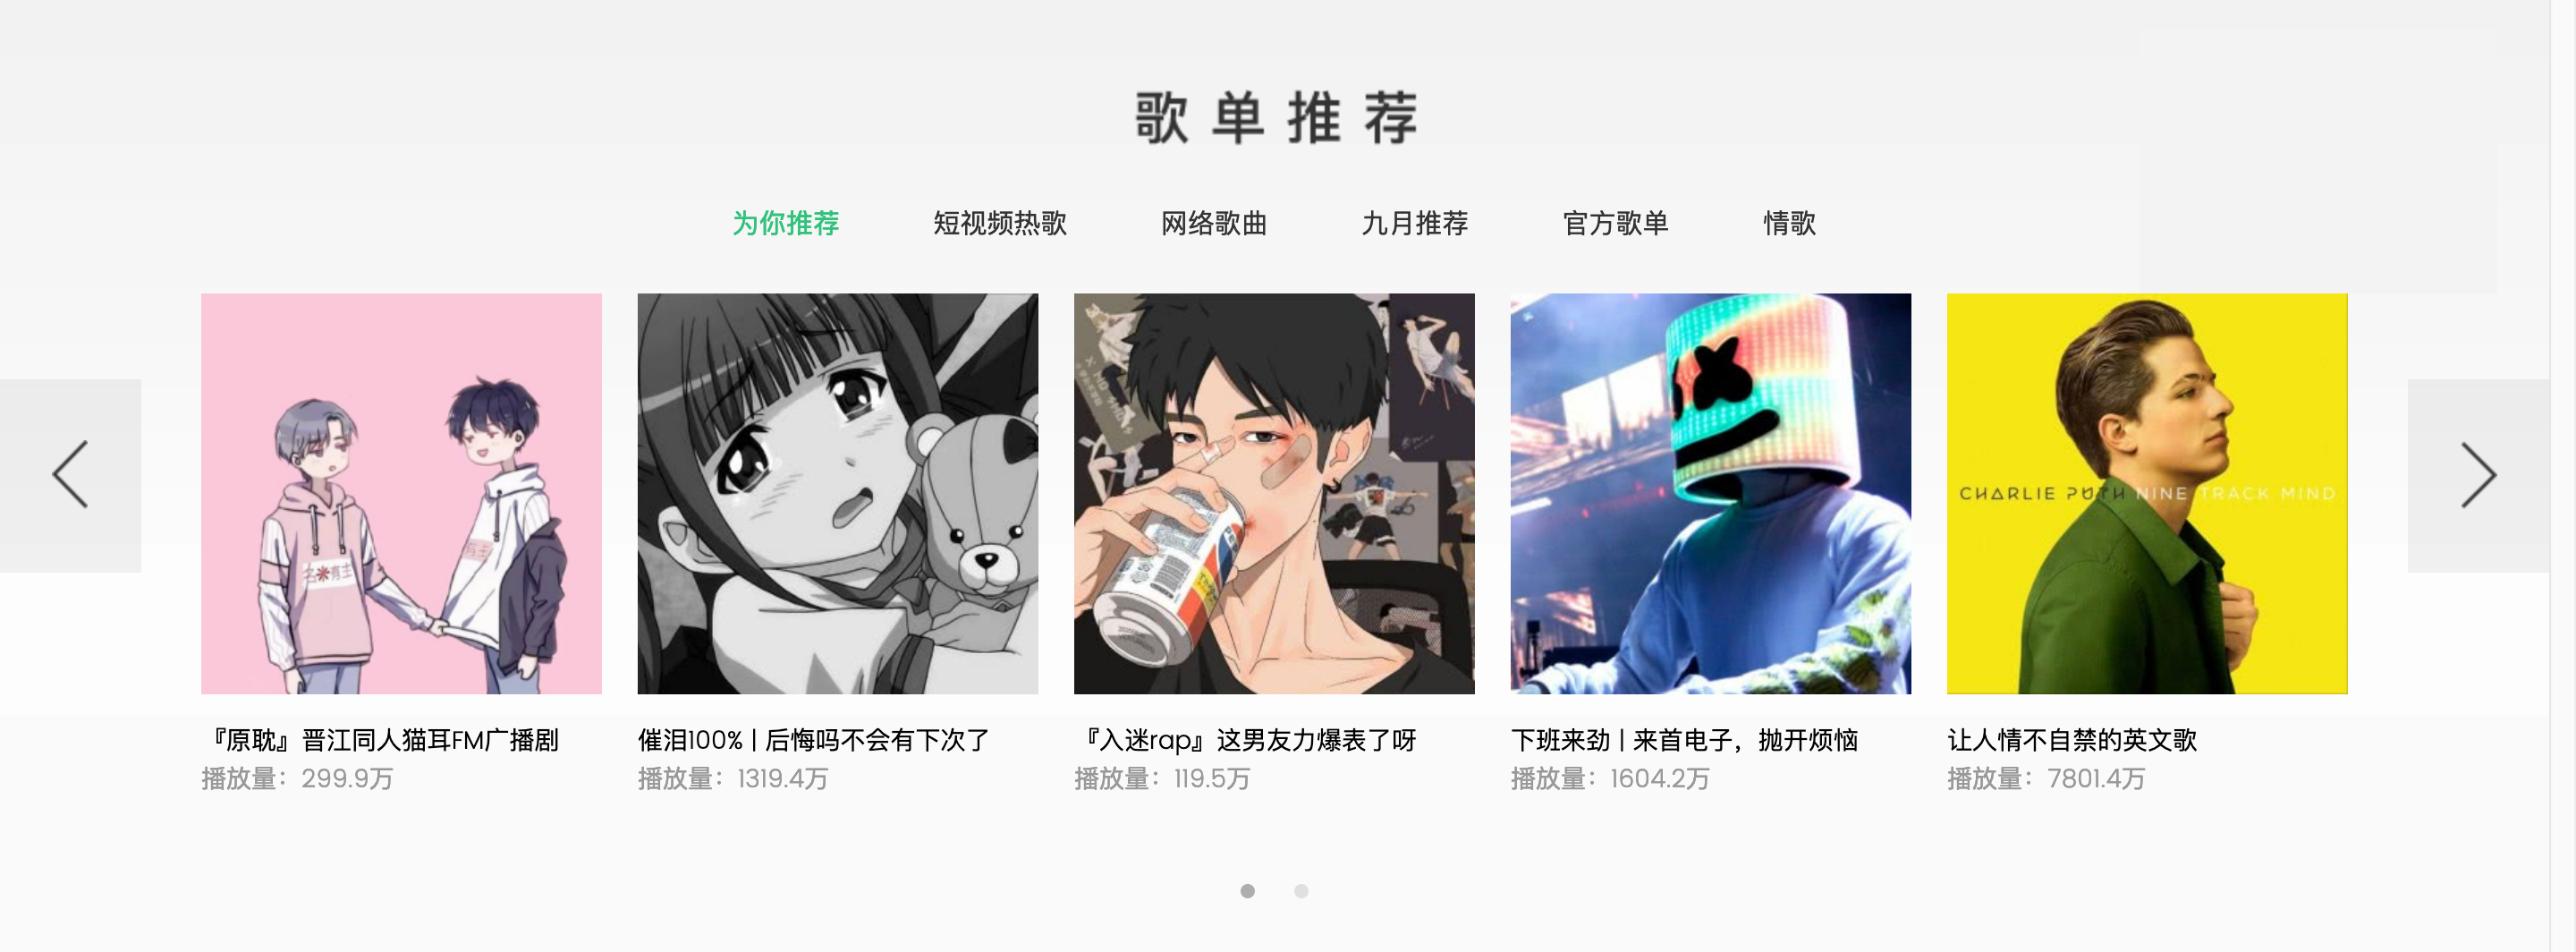 歌单推荐
为你推荐 短视频热歌 网络歌曲 九月推荐 官方歌单 情歌
名米有主
有主
CHARLIE PUTH NINE TRACK MIND
『原耽』晋江同人猫耳FM广播剧
播放量：299.9万
催泪100% | 后悔吗不会有下次了
播放量：1319.4万
『入迷rap』这男友力爆表了呀
播放量：119.5万
下班来劲 | 来首电子，抛开烦恼
播放量：1604.2万
让人情不自禁的英文歌
播放量：7801.4万